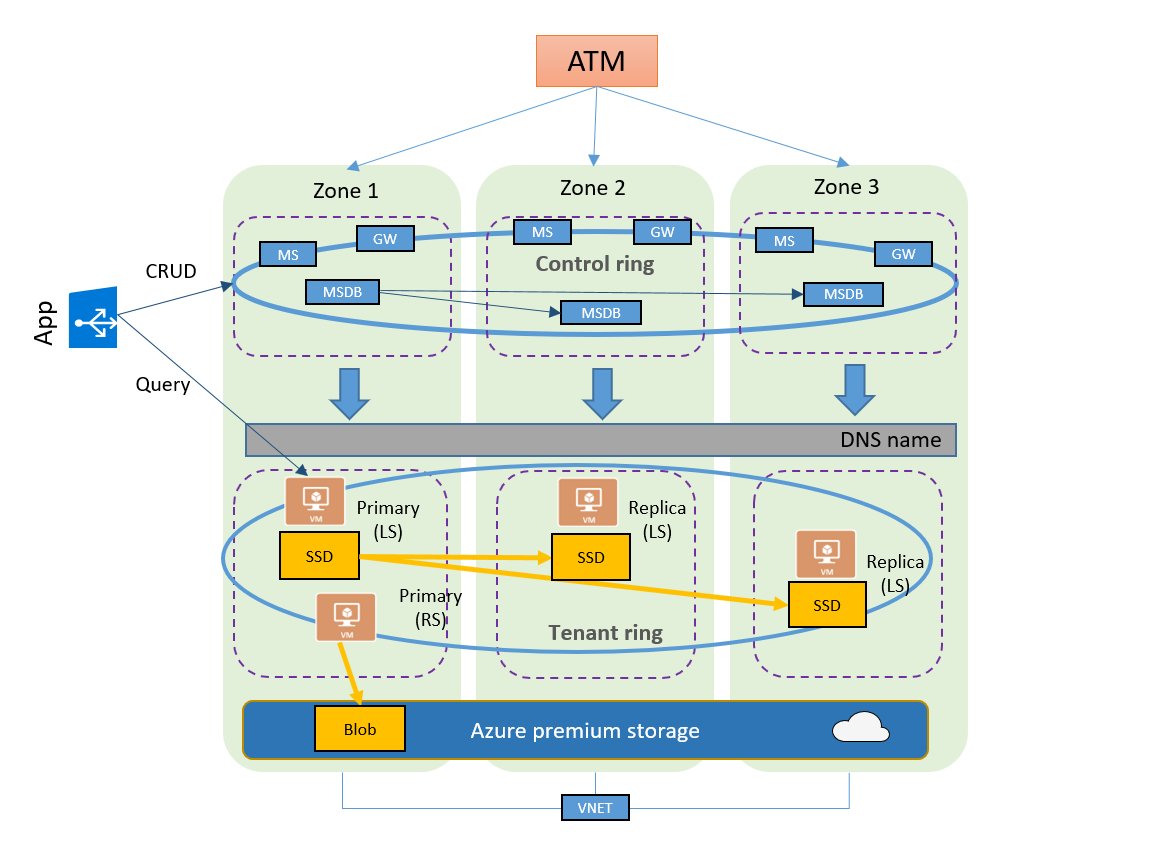 ATM
Zone 1
Zone 2
Zone 3
MS
GW
MS
GW
MS
GW
Control ring
CRUD
MSDB
MSDB
MSDB
App
Query
DNS name
VM
Primary
(LS)
VM
Replica
(LS)
VM
Replica
(LS)
SSD
SSD
SSD
VM
Primary
(RS)
Tenant ring
Blob
Azure premium storage
VNET